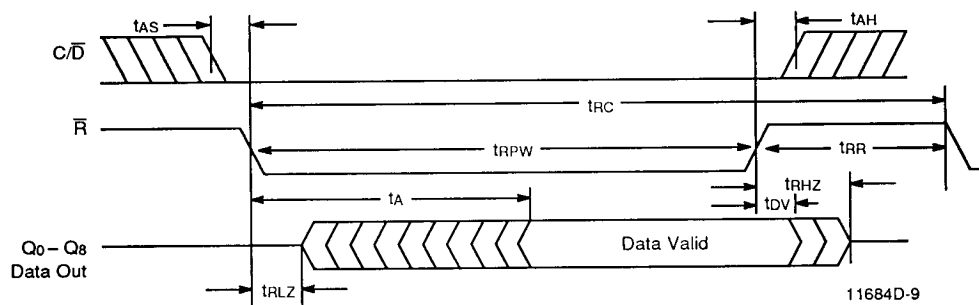 tAS
tAH
C/D̅
tRC
R̅
tRPW
tRR
tA
tRHZ
tDV
Q0 – Q8
Data Out
Data Valid
tRLZ
11684D-9